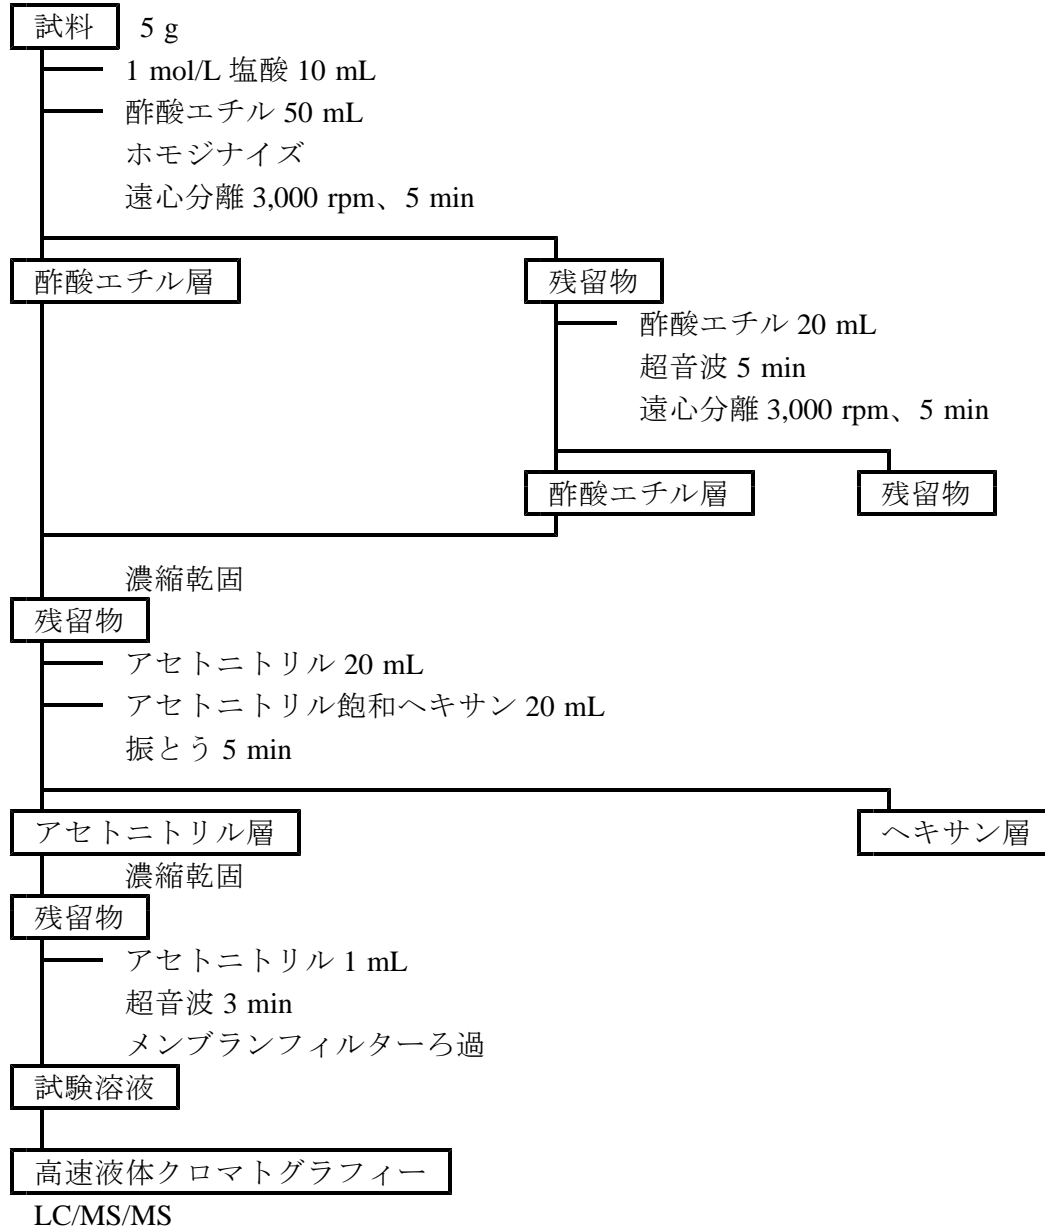 試料 5 g
1 mol/L 塩酸 10 mL
酢酸エチル 50 mL
ホモジナイズ
遠心分離 3,000 rpm、5 min
酢酸エチル層 残留物
酢酸エチル 20 mL
超音波 5 min
遠心分離 3,000 rpm、5 min
酢酸エチル層 残留物
濃縮乾固
残留物
アセトニトリル 20 mL
アセトニトリル飽和ヘキサン 20 mL
振とう 5 min
アセトニトリル層 ヘキサン層
濃縮乾固
残留物
アセトニトリル 1 mL
超音波 3 min
メンブランフィルターろ過
試験溶液
高速液体クロマトグラフィー
LC/MS/MS